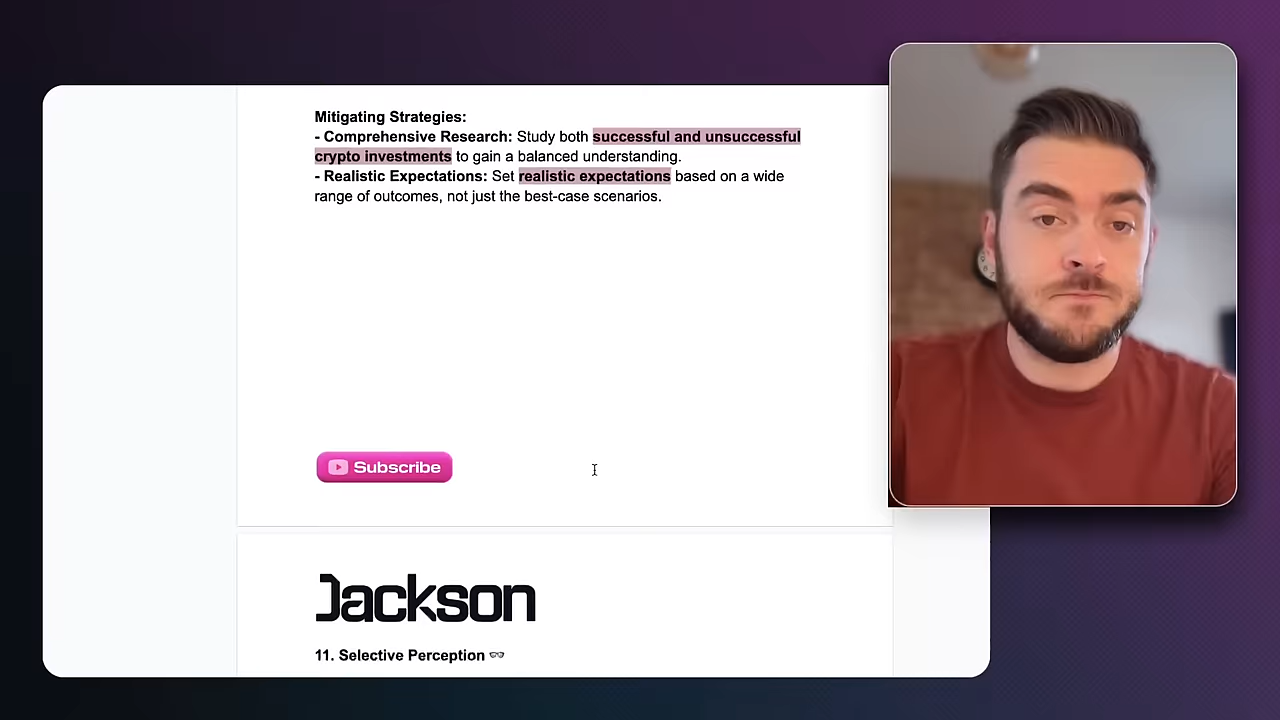 Mitigating Strategies:
- Comprehensive Research: Study both successful and unsuccessful
crypto investments to gain a balanced understanding.
- Realistic Expectations: Set realistic expectations based on a wide
range of outcomes, not just the best-case scenarios.
Subscribe
Jackson
11. Selective Perception 👓